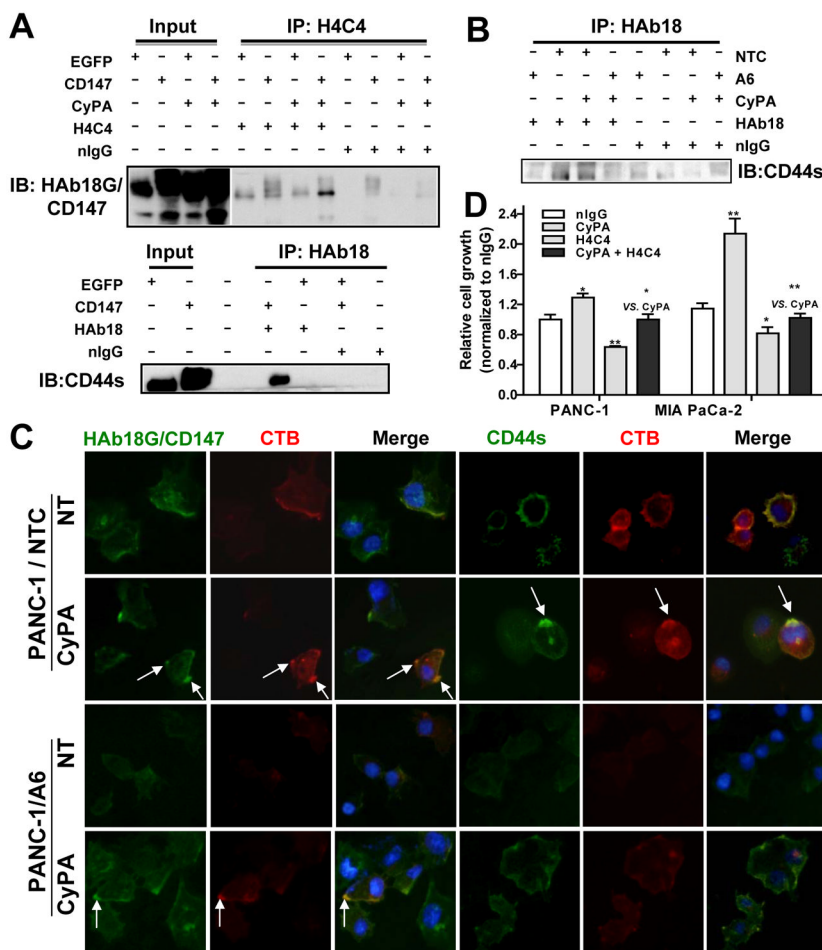 A
Input IP: H4C4
EGFP + – + – + – + – + – + –
CD147 – + – + – + – + – + – +
CyPA – – + + – – + + – – + +
H4C4 – – – – + + + + – – – –
nIgG – – – – – – – – + + + +
IB: HAb18G/
CD147
Input IP: HAb18
EGFP + – – – + + –
CD147 – + – + – + –
HAb18 – – – + + – –
nIgG – – – – – + +
IB:CD44s
B
IP: HAb18
– + + – – + + – NTC
+ – – + + – – + A6
– – + + – – + + CyPA
+ + + + – – – – HAb18
– – – – + + + + nIgG
IB:CD44s
D
Relative cell growth
(normalized to nIgG)
2.4
2.0
1.6
1.2
0.8
0.4
0.0
nIgG
CyPA
H4C4
CyPA + H4C4
*
**
*
VS. CyPA
**
*
**
VS. CyPA
PANC-1 MIA PaCa-2
C
HAb18G/CD147 CTB Merge CD44s CTB Merge
PANC-1 / NTC
NT
CyPA
PANC-1/A6
NT
CyPA